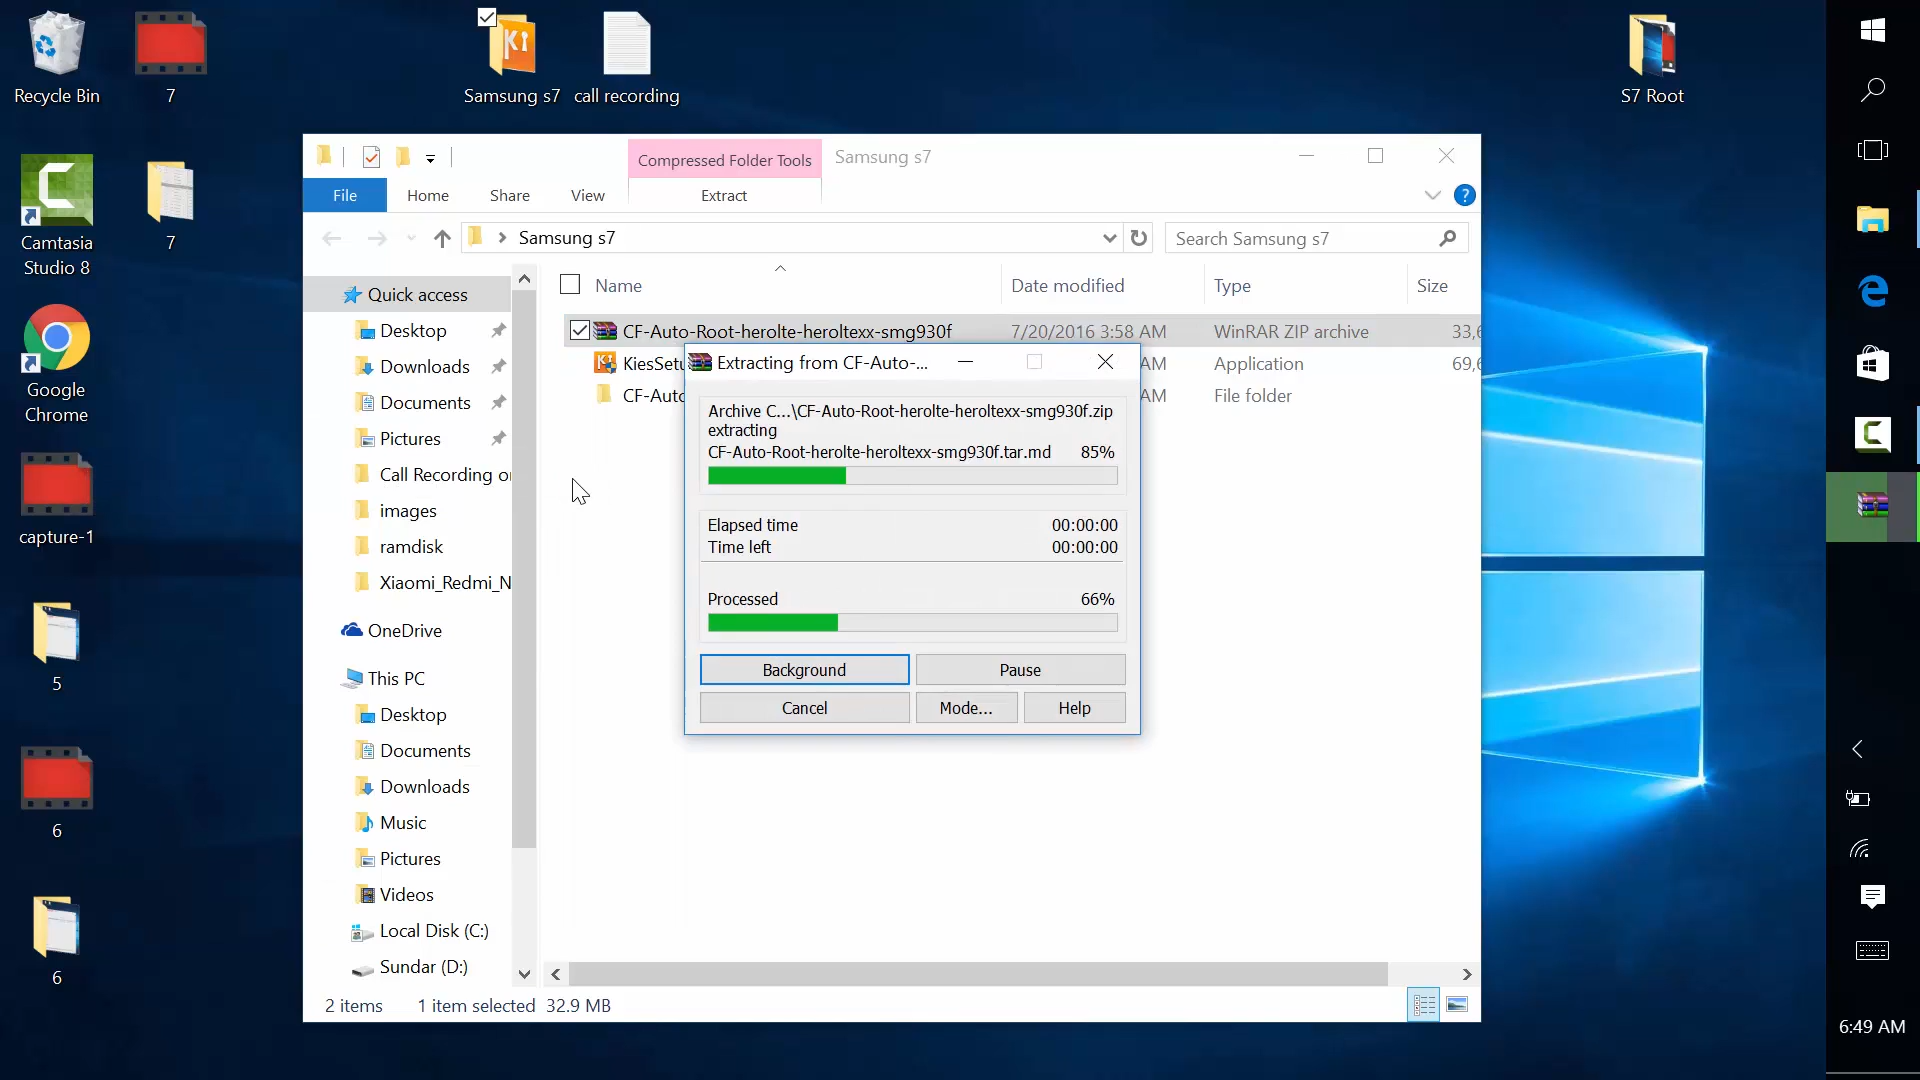 Recycle Bin
7
Samsung s7
call recording
S7 Root
Camtasia
Studio 8
7
Google
Chrome
capture-1
5
6
6
Compressed Folder Tools
Samsung s7
File
Home
Share
View
Extract
Samsung s7
Search Samsung s7
Quick access
Desktop
Downloads
Documents
Pictures
Call Recording
images
ramdisk
Xiaomi_Redmi_N
OneDrive
This PC
Desktop
Documents
Downloads
Music
Pictures
Videos
Local Disk (C:)
Sundar (D:)
Name
Date modified
Type
Size
CF-Auto-Root-herolte-heroltexx-smg930f
7/20/2016 3:58 AM
WinRAR ZIP archive
33,6
KiesSetu
AM
Application
69,6
CF-Auto
AM
File folder
Extracting from CF-Auto-...
Archive C...\CF-Auto-Root-herolte-heroltexx-smg930f.zip
extracting
CF-Auto-Root-herolte-heroltexx-smg930f.tar.md 85%
Elapsed time 00:00:00
Time left 00:00:00
Processed 66%
Background
Pause
Cancel
Mode...
Help
2 items
1 item selected 32.9 MB
6:49 AM